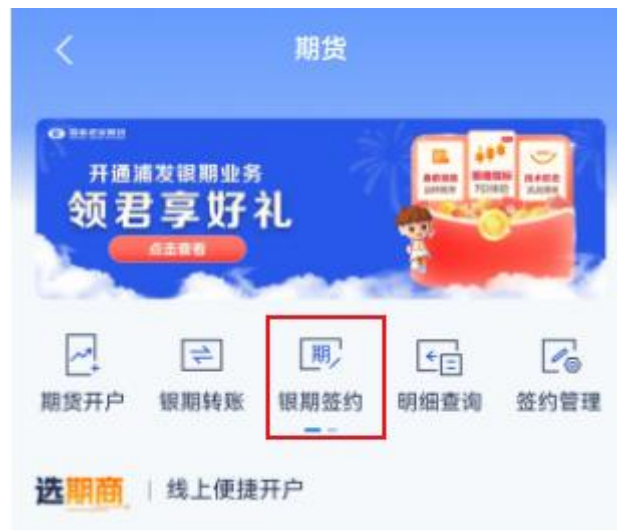 期货
开通浦发银期业务
领君享好礼
点击查看
期
期货开户 银期转账 银期签约 明细查询 签约管理
选期商 | 线上便捷开户